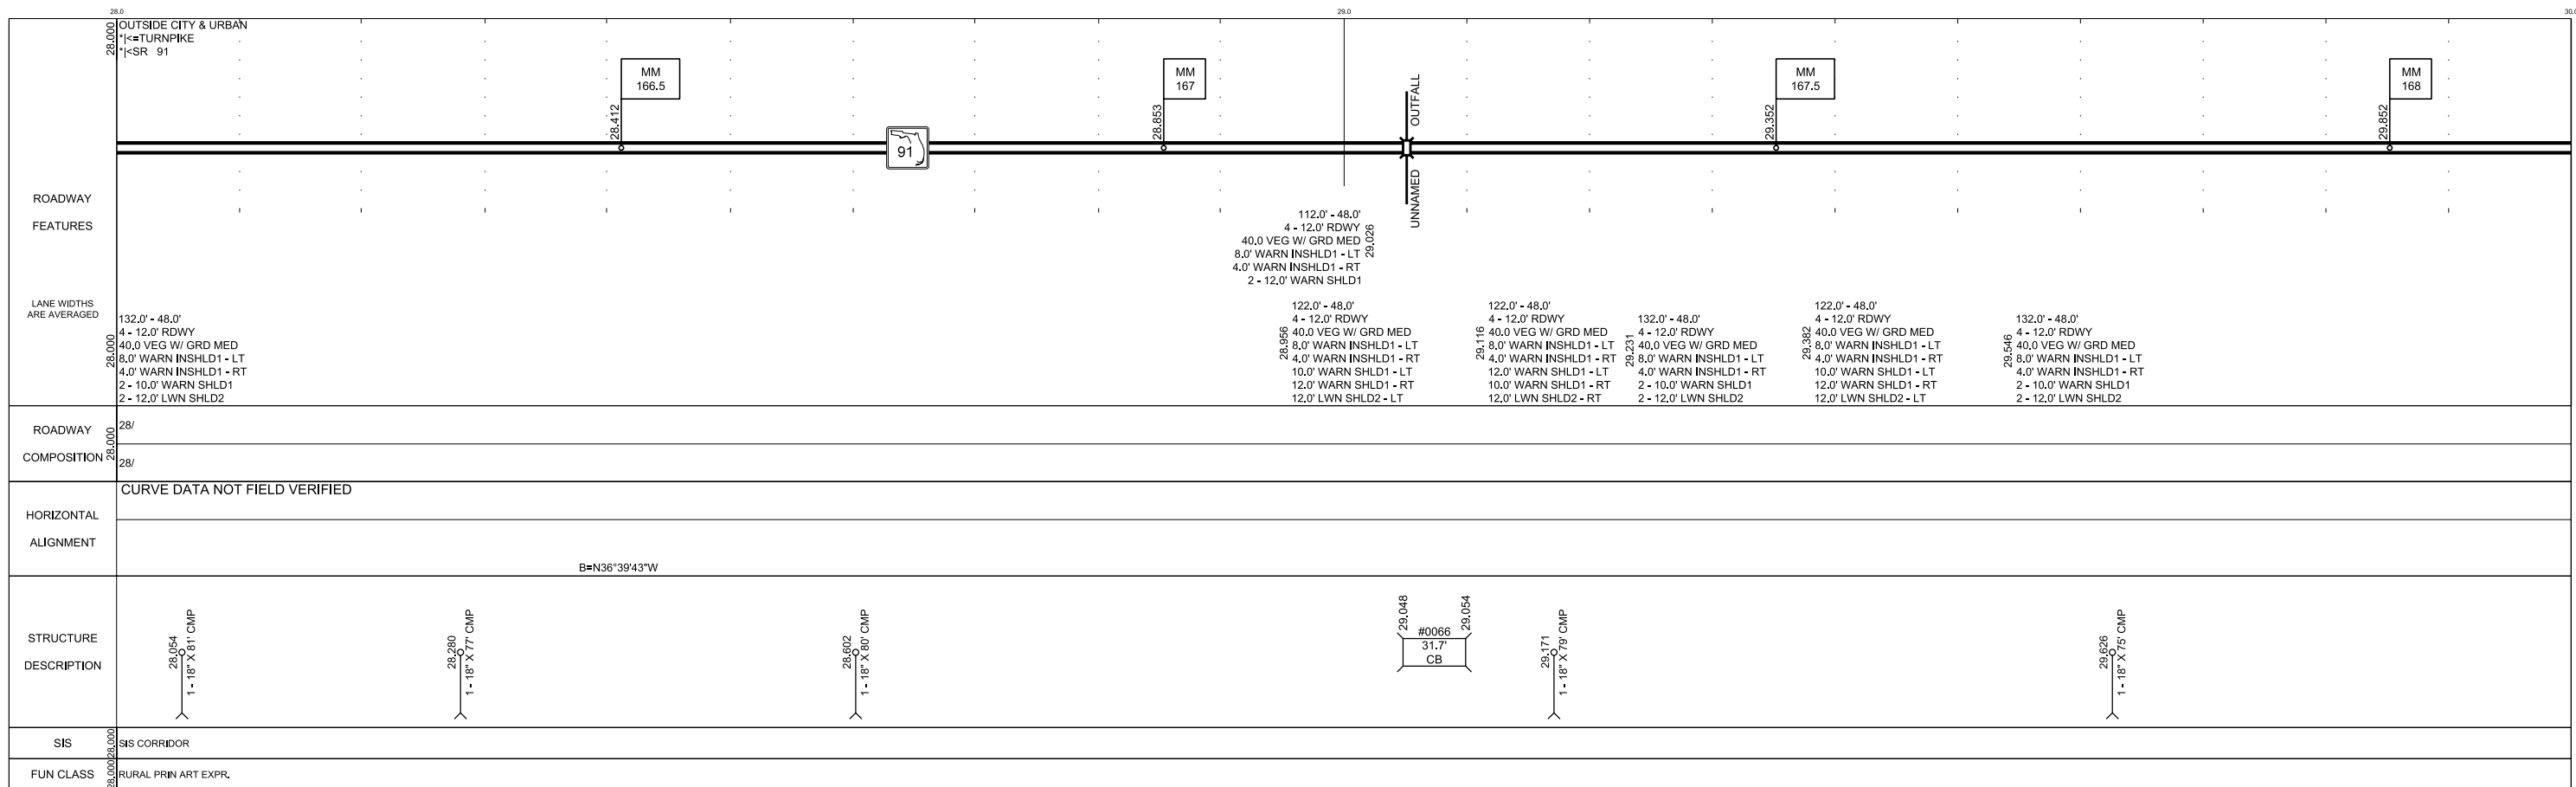 28.0
29.0
30.0
28.000
OUTSIDE CITY & URBAN
*|<=TURNPIKE
*|<SR 91
MM
166.5
28.412
91
MM
167
28.853
OUTFALL
UNNAMED
MM
167.5
29.352
MM
168
29.852
ROADWAY
FEATURES
112.0' - 48.0'
4 - 12.0' RDWY
40.0 VEG W/ GRD MED
8.0' WARN INSHLD1 - LT
4.0' WARN INSHLD1 - RT
2 - 12.0' WARN SHLD1
29.026
LANE WIDTHS
ARE AVERAGED
28.000
132.0' - 48.0'
4 - 12.0' RDWY
40.0 VEG W/ GRD MED
8.0' WARN INSHLD1 - LT
4.0' WARN INSHLD1 - RT
2 - 10.0' WARN SHLD1
2 - 12.0' LWN SHLD2
28.956
122.0' - 48.0'
4 - 12.0' RDWY
40.0 VEG W/ GRD MED
8.0' WARN INSHLD1 - LT
4.0' WARN INSHLD1 - RT
10.0' WARN SHLD1 - LT
12.0' WARN SHLD1 - RT
12.0' LWN SHLD2 - LT
29.116
122.0' - 48.0'
4 - 12.0' RDWY
40.0 VEG W/ GRD MED
8.0' WARN INSHLD1 - LT
4.0' WARN INSHLD1 - RT
12.0' WARN SHLD1 - LT
10.0' WARN SHLD1 - RT
12.0' LWN SHLD2 - RT
29.231
132.0' - 48.0'
4 - 12.0' RDWY
40.0 VEG W/ GRD MED
8.0' WARN INSHLD1 - LT
4.0' WARN INSHLD1 - RT
2 - 10.0' WARN SHLD1
2 - 12.0' LWN SHLD2
29.382
122.0' - 48.0'
4 - 12.0' RDWY
40.0 VEG W/ GRD MED
8.0' WARN INSHLD1 - LT
4.0' WARN INSHLD1 - RT
10.0' WARN SHLD1 - LT
12.0' WARN SHLD1 - RT
12.0' LWN SHLD2 - LT
29.546
132.0' - 48.0'
4 - 12.0' RDWY
40.0 VEG W/ GRD MED
8.0' WARN INSHLD1 - LT
4.0' WARN INSHLD1 - RT
2 - 10.0' WARN SHLD1
2 - 12.0' LWN SHLD2
ROADWAY
COMPOSITION
28.000
28/
28/
HORIZONTAL
ALIGNMENT
CURVE DATA NOT FIELD VERIFIED
B=N36°39'43"W
STRUCTURE
DESCRIPTION
28.054
1 - 18" X 81' CMP
28.280
1 - 18" X 77' CMP
28.602
1 - 18" X 80' CMP
29.048
29.054
#0066
31.7'
CB
29.171
1 - 18" X 79' CMP
29.626
1 - 18" X 75' CMP
SIS
28.000
SIS CORRIDOR
FUN CLASS
28.000
RURAL PRIN ART EXPR.